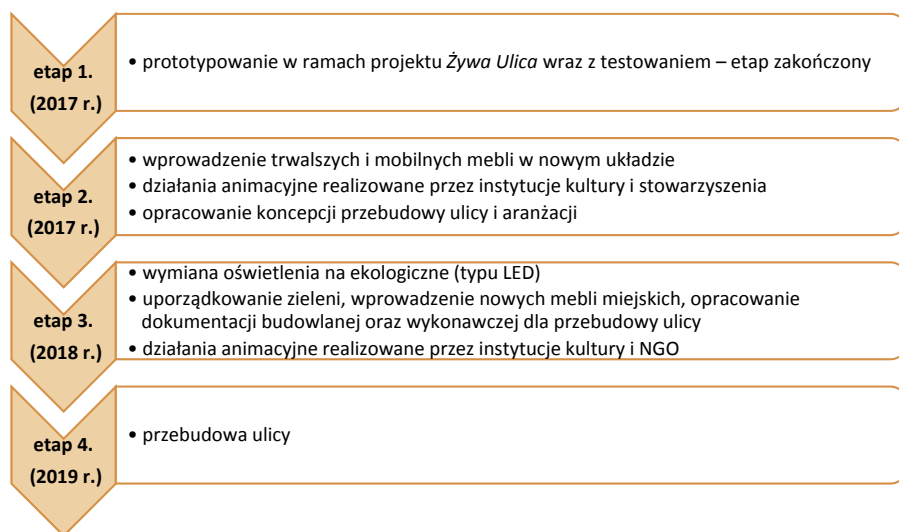 etap 1.
(2017 r.)
• prototypowanie w ramach projektu Żywa Ulica wraz z testowaniem – etap zakończony
etap 2.
(2017 r.)
• wprowadzenie trwalszych i mobilnych mebli w nowym układzie
• działania animacyjne realizowane przez instytucje kultury i stowarzyszenia
• opracowanie koncepcji przebudowy ulicy i aranżacji
etap 3.
(2018 r.)
• wymiana oświetlenia na ekologiczne (typu LED)
• uporządkowanie zieleni, wprowadzenie nowych mebli miejskich, opracowanie
dokumentacji budowlanej oraz wykonawczej dla przebudowy ulicy
• działania animacyjne realizowane przez instytucje kultury i NGO
etap 4.
(2019 r.)
• przebudowa ulicy